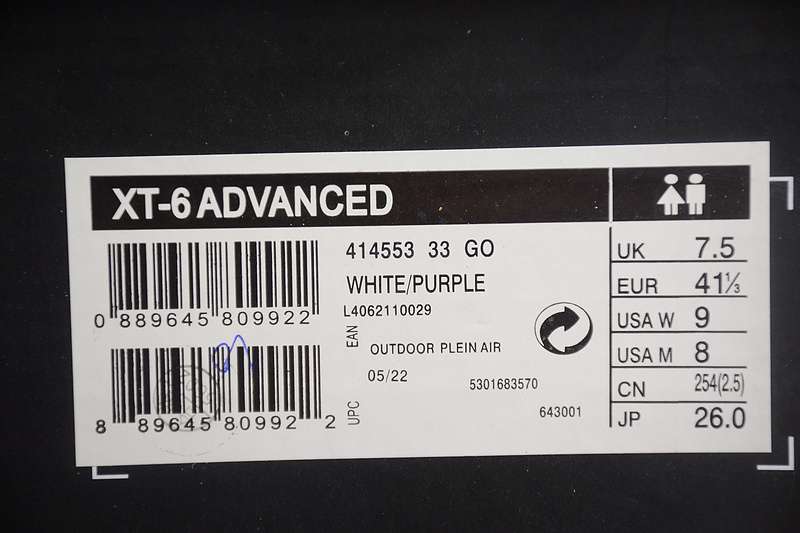 XT-6 ADVANCED
0 889645 809922
8 89645 80992 2
414553 33 GO
WHITE/PURPLE
L4062110029
EAN
OUTDOOR PLEIN AIR
05/22
5301683570
UPC
643001
UK 7.5
EUR 41⅓
USA W 9
USA M 8
CN 254(2.5)
JP 26.0